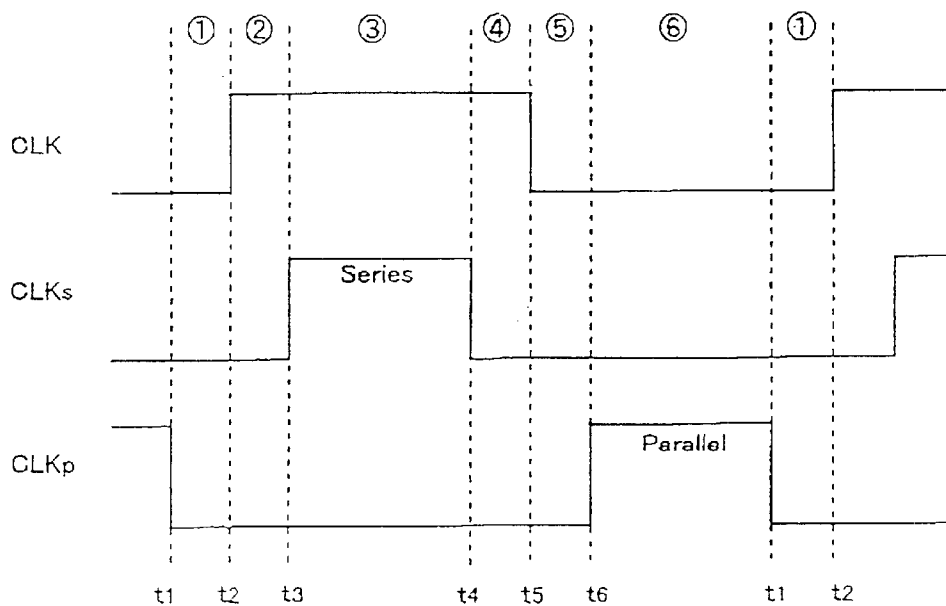 ① ② ③ ④ ⑤ ⑥ ①
CLK
CLKs
Series
CLKp
Parallel
t1 t2 t3 t4 t5 t6 t1 t2